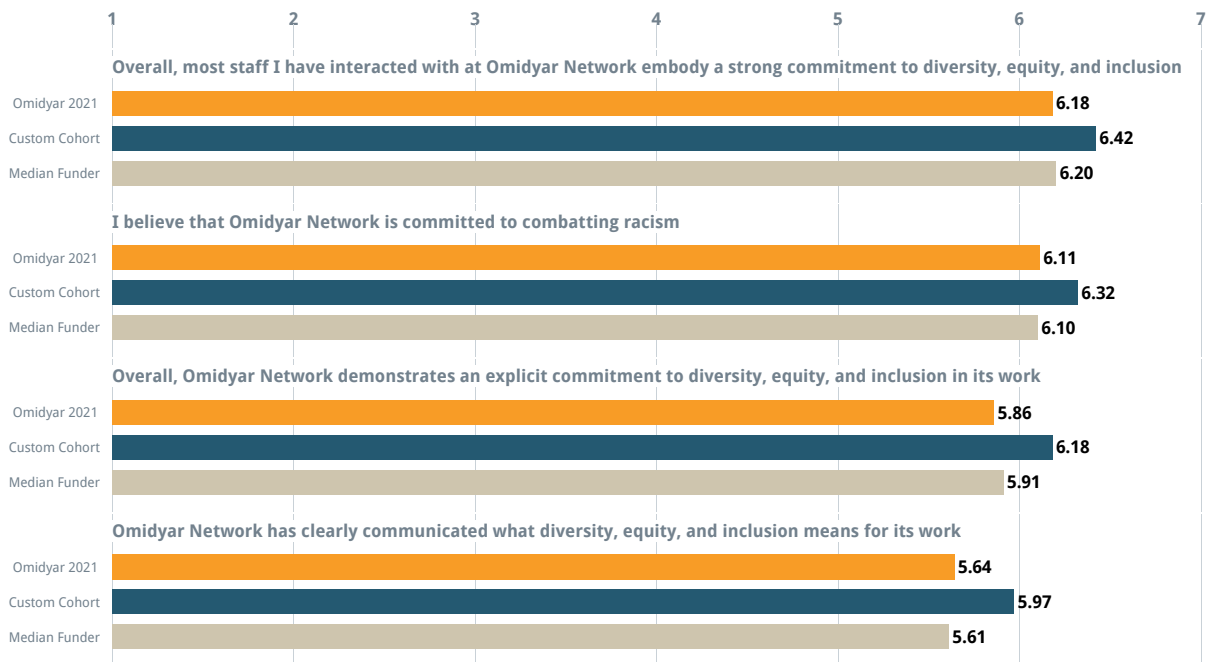 1 2 3 4 5 6 7
Overall, most staff I have interacted with at Omidyar Network embody a strong commitment to diversity, equity, and inclusion
Omidyar 2021 6.18
Custom Cohort 6.42
Median Funder 6.20
I believe that Omidyar Network is committed to combatting racism
Omidyar 2021 6.11
Custom Cohort 6.32
Median Funder 6.10
Overall, Omidyar Network demonstrates an explicit commitment to diversity, equity, and inclusion in its work
Omidyar 2021 5.86
Custom Cohort 6.18
Median Funder 5.91
Omidyar Network has clearly communicated what diversity, equity, and inclusion means for its work
Omidyar 2021 5.64
Custom Cohort 5.97
Median Funder 5.61